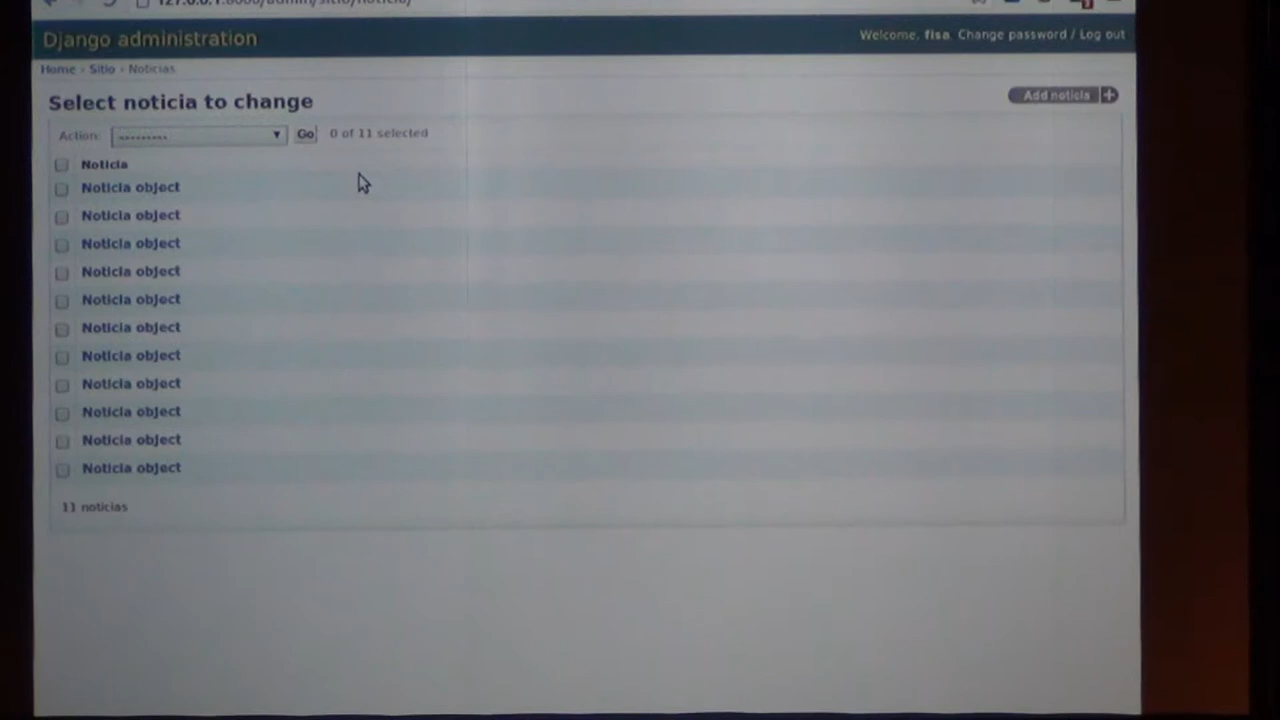 Django administration
Welcome, fisa. Change password / Log out
Home › Sitio › Noticias
Select noticia to change
Add noticia +
Action: --------- Go 0 of 11 selected
Noticia
Noticia object
Noticia object
Noticia object
Noticia object
Noticia object
Noticia object
Noticia object
Noticia object
Noticia object
Noticia object
Noticia object
11 noticias